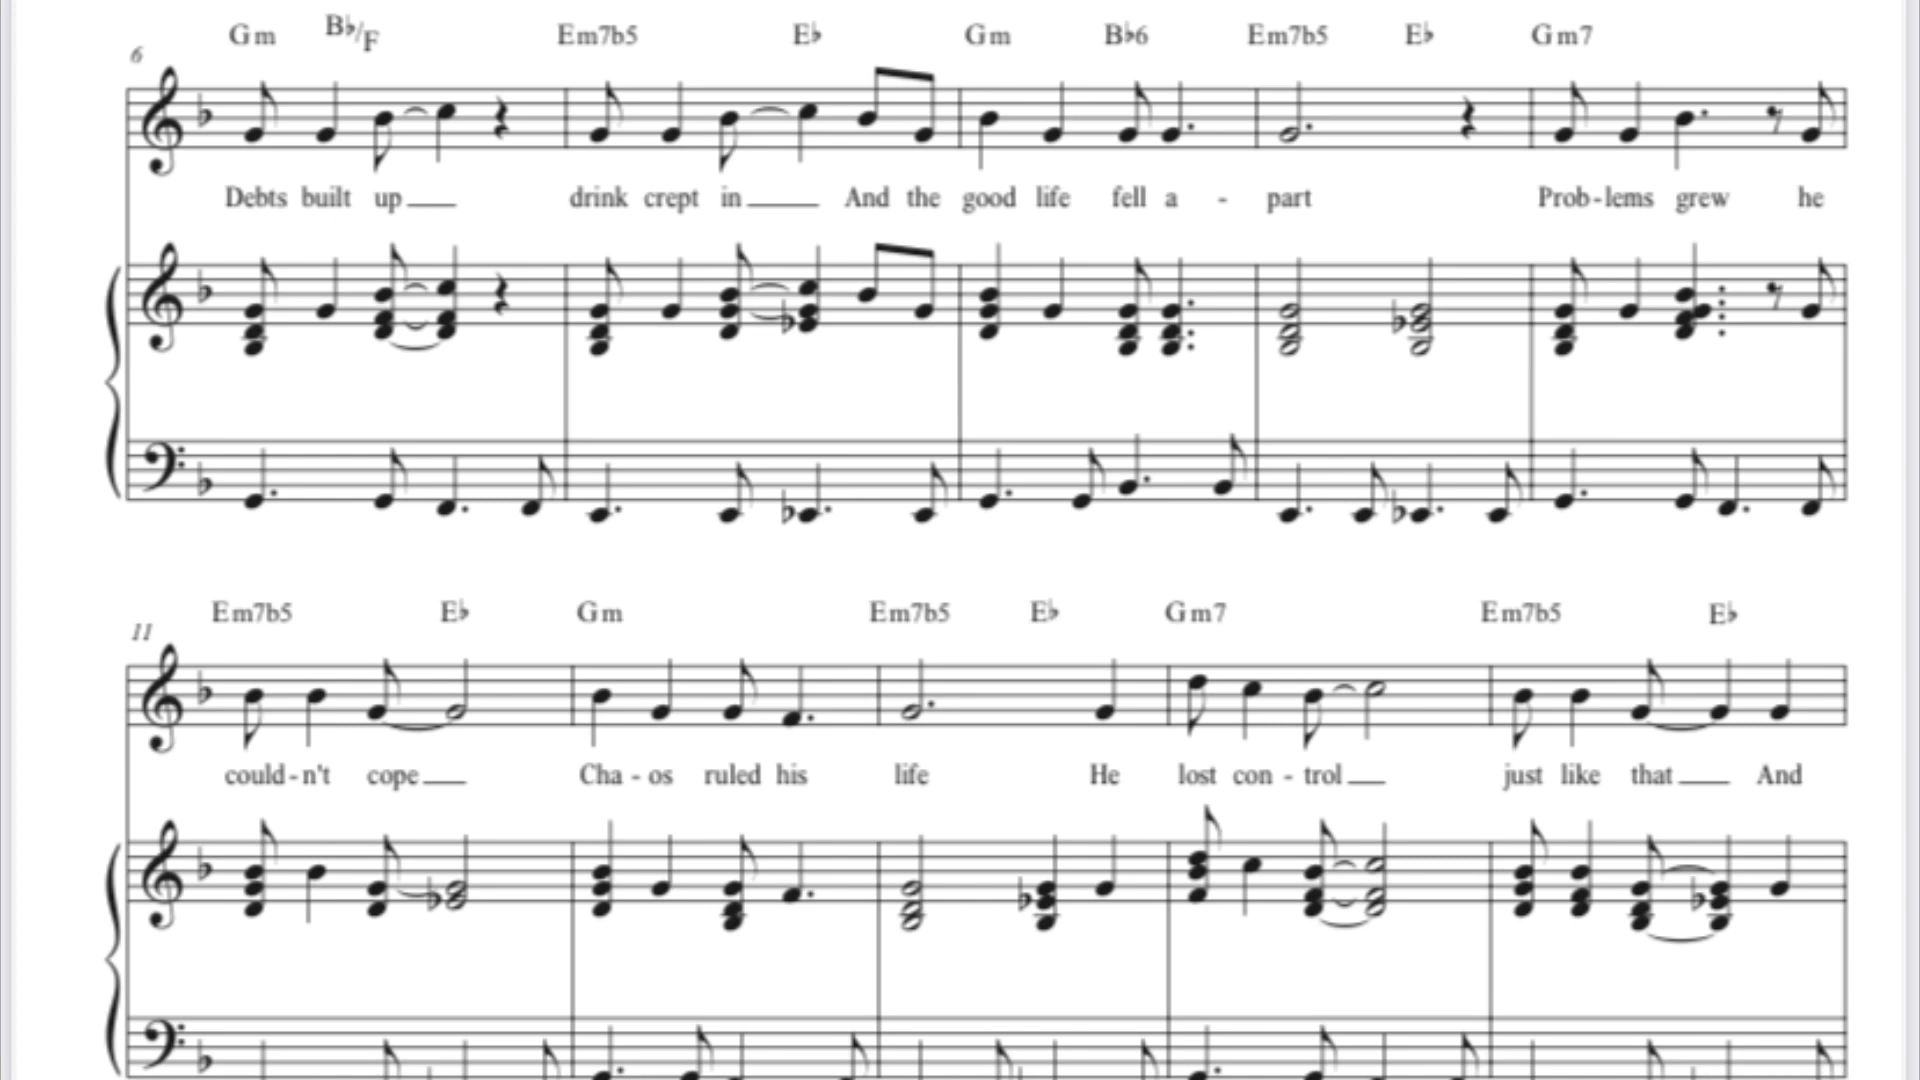 Gm B♭/F Em7b5 E♭ Gm B♭6 Em7b5 E♭ Gm7
6
Debts built up drink crept in And the good life fell a - part Prob - lems grew he
Em7b5 E♭ Gm Em7b5 E♭ Gm7 Em7b5 E♭
11
could - n't cope Cha - os ruled his life He lost con - trol just like that And